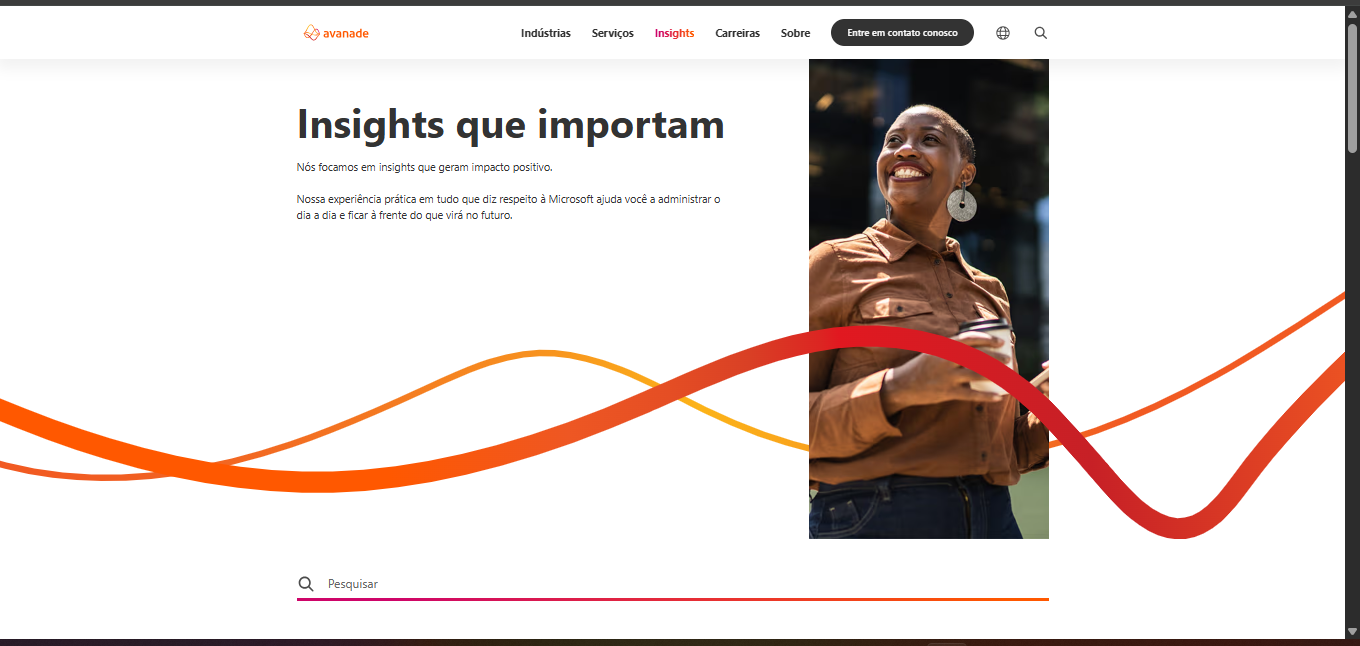 avanade
Indústrias
Serviços
Insights
Carreiras
Sobre
Entre em contato conosco
Insights que importam
Nós focamos em insights que geram impacto positivo.
Nossa experiência prática em tudo que diz respeito à Microsoft ajuda você a administrar o
dia a dia e ficar à frente do que virá no futuro.
Pesquisar